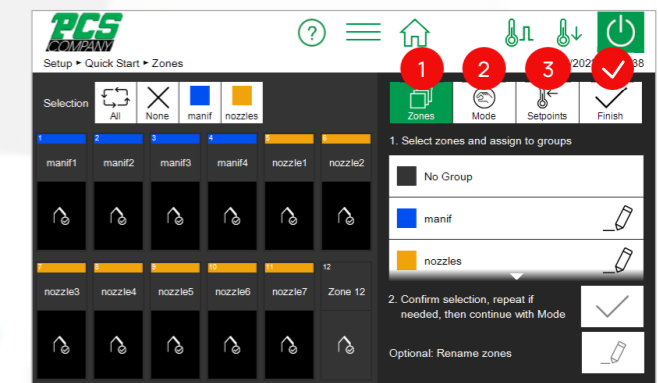 PCS
COMPANY
?
Setup ► Quick Start ► Zones
38
1
2
3
Selection
All
None
manif
nozzles
Zones
Mode
Setpoints
Finish
1 2 3 4 5 6
manif1 manif2 manif3 manif4 nozzle1 nozzle2
7 8 9 10 11 12
nozzle3 nozzle4 nozzle5 nozzle6 nozzle7 Zone 12
1. Select zones and assign to groups
No Group
manif
nozzles
2. Confirm selection, repeat if
needed, then continue with Mode
Optional: Rename zones